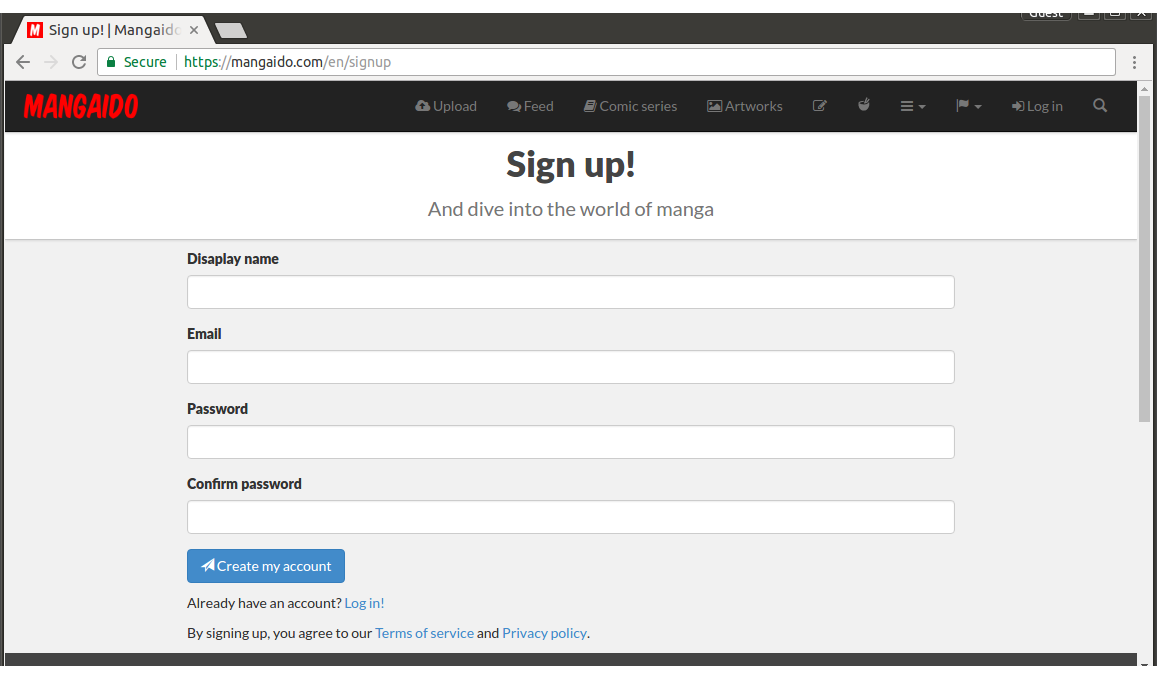 Guest
Sign up! | Mangaido
Secure https://mangaido.com/en/signup
MANGAIDO Upload Feed Comic series Artworks Log in
Sign up!
And dive into the world of manga
Disaplay name
Email
Password
Confirm password
Create my account
Already have an account? Log in!
By signing up, you agree to our Terms of service and Privacy policy.